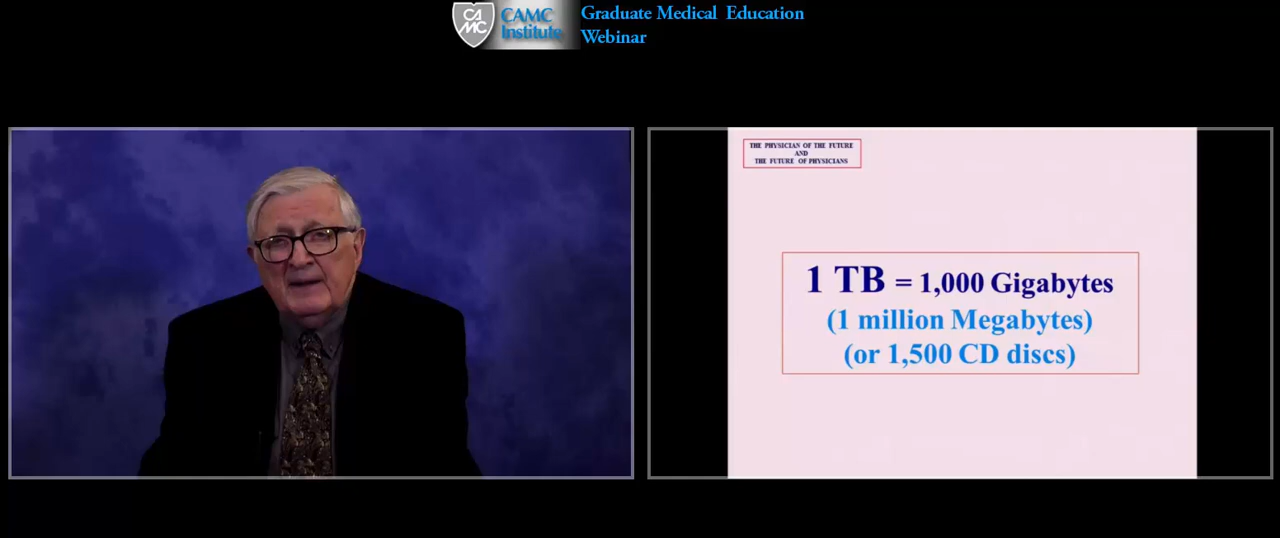 CAMC
CAMC
Institute
Graduate Medical Education
Webinar
THE PHYSICIAN OF THE FUTURE
AND
THE FUTURE OF PHYSICIANS
1 TB = 1,000 Gigabytes
(1 million Megabytes)
(or 1,500 CD discs)